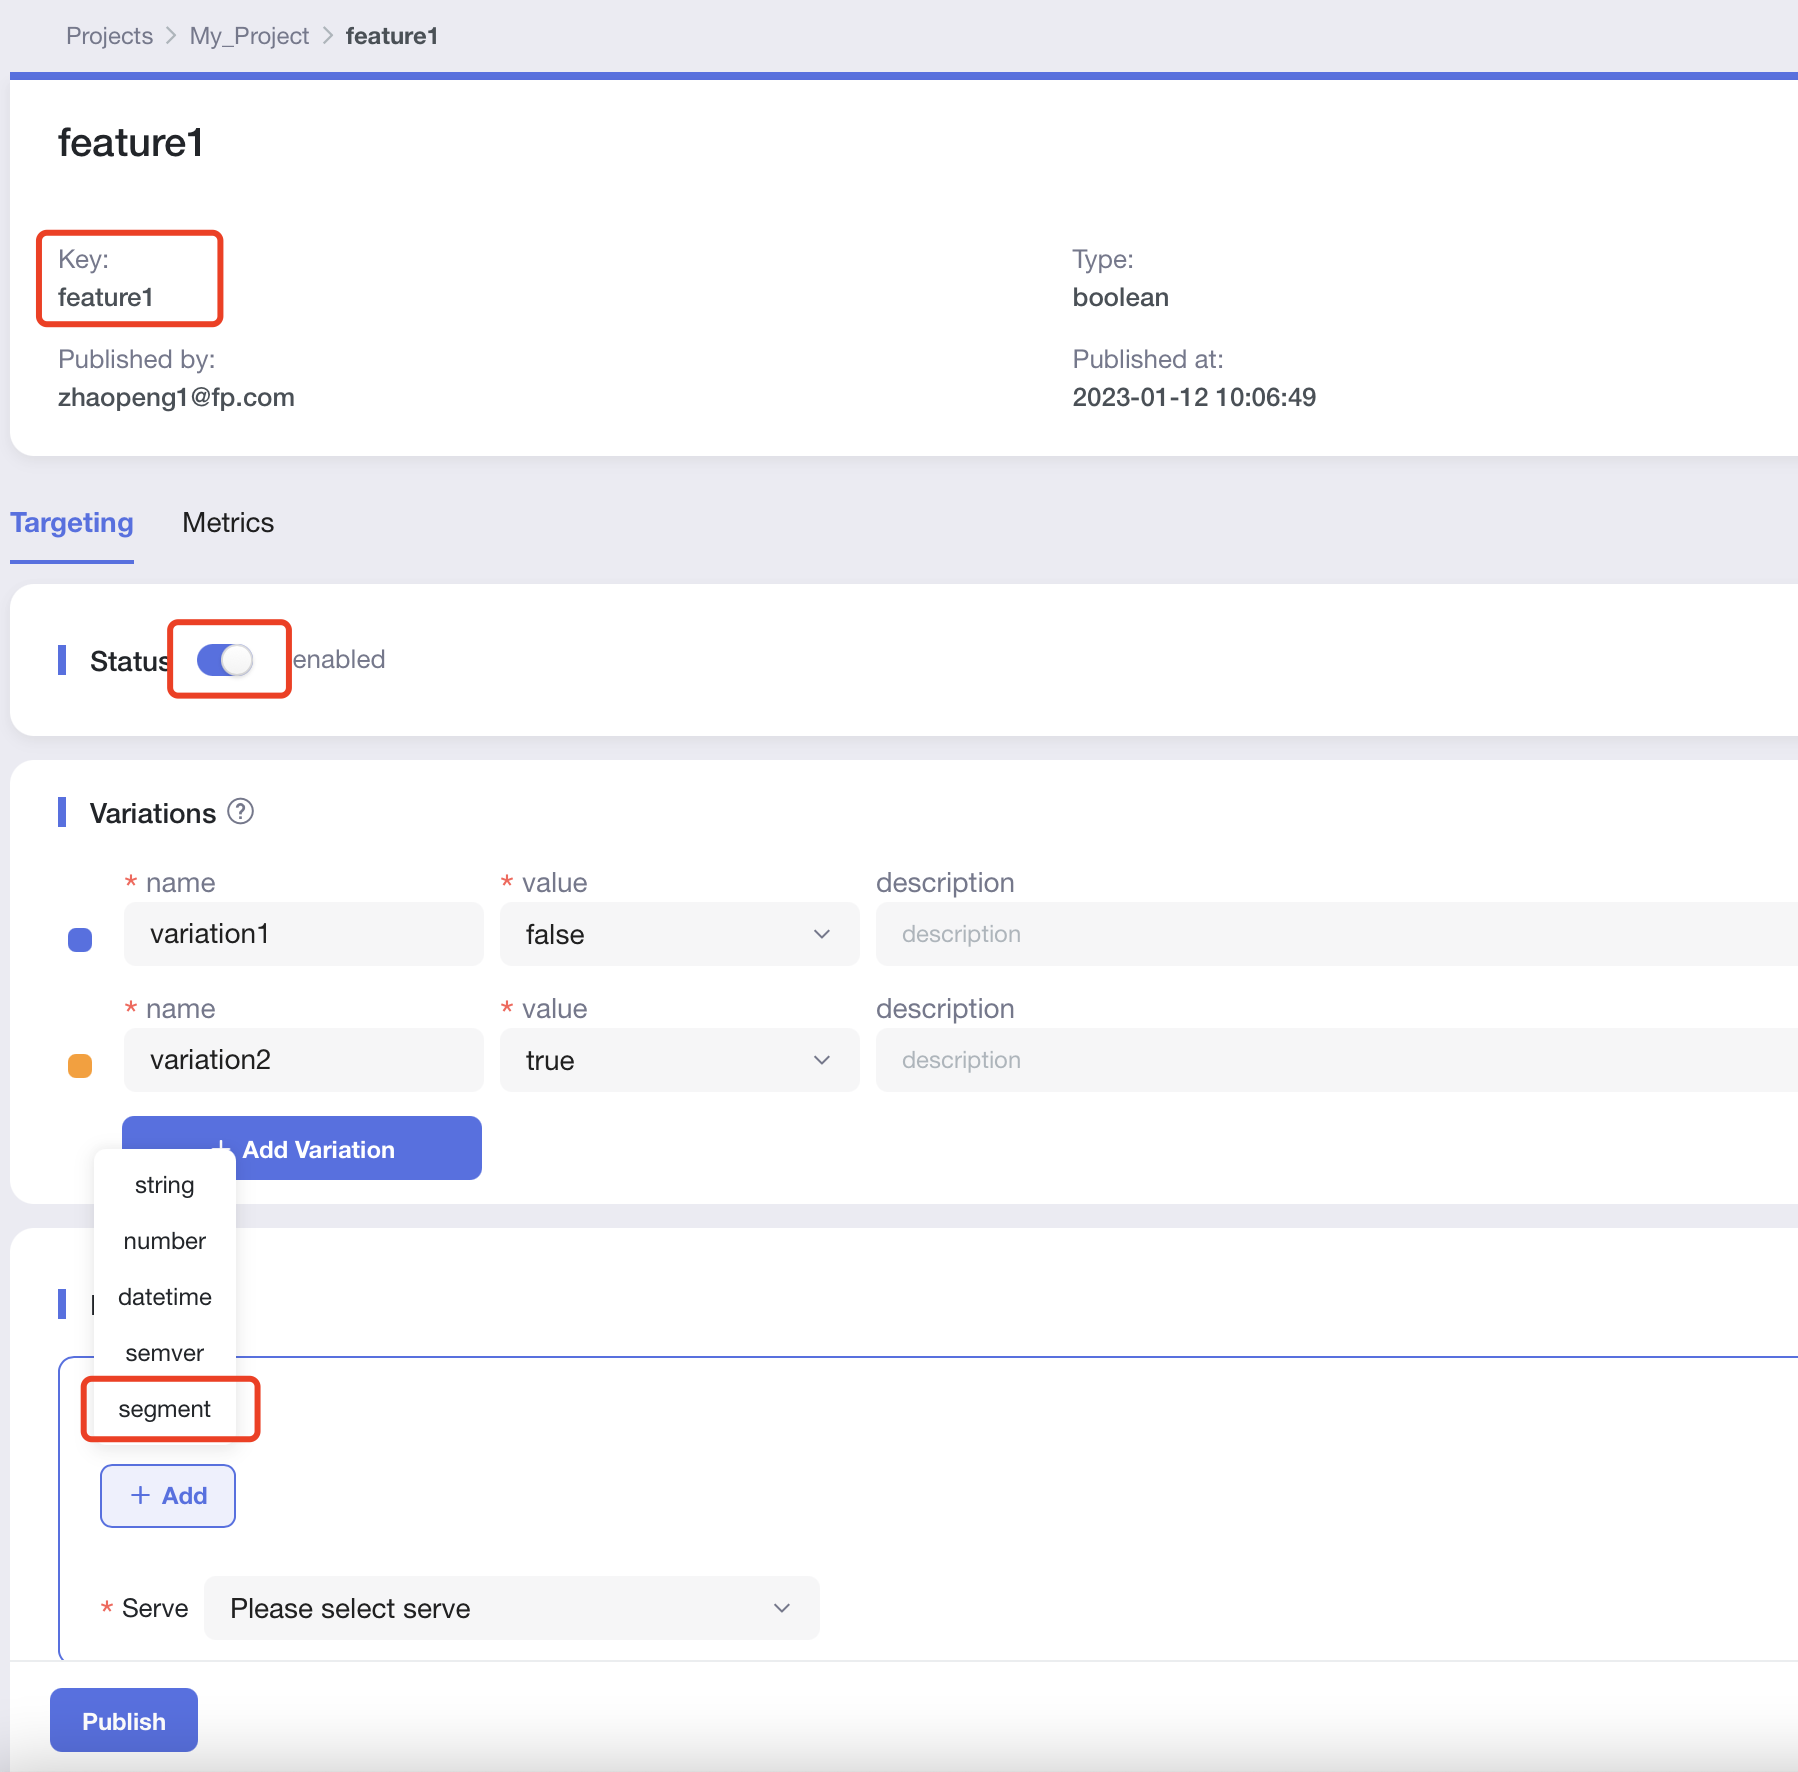 Projects > My_Project > feature1
feature1
Key:
feature1
Type:
boolean
Published by:
zhaopeng1@fp.com
Published at:
2023-01-12 10:06:49
Targeting Metrics
Status enabled
Variations ?
* name * value description
variation1 false description
* name * value description
variation2 true description
+ Add Variation
string
number
datetime
semver
segment
+ Add
* Serve Please select serve
Publish